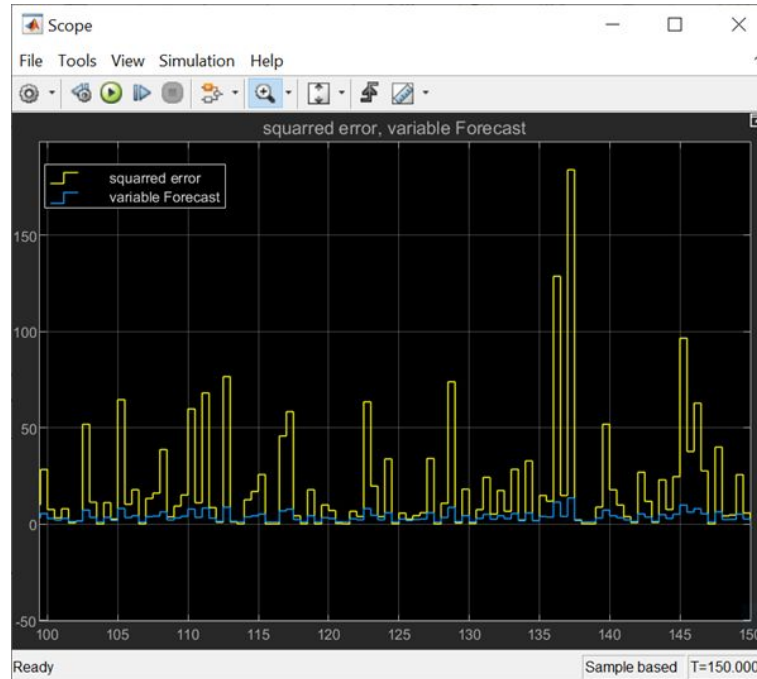 Scope
File Tools View Simulation Help
squarred error, variable Forecast
squarred error
variable Forecast
150
100
50
0
-50
100 105 110 115 120 125 130 135 140 145 150
Ready Sample based T=150.000